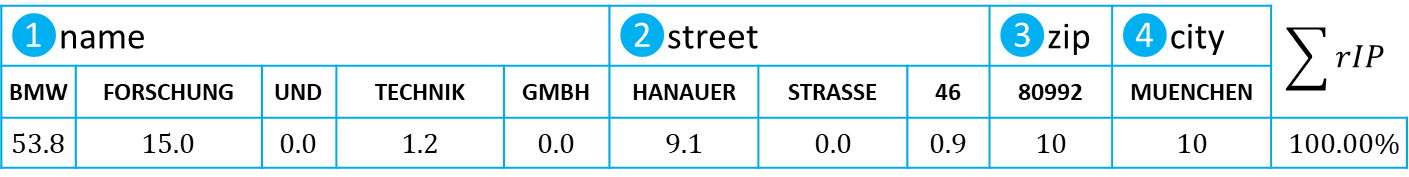 1 name 2 street 3 zip 4 city ∑ rIP
BMW FORSCHUNG UND TECHNIK GMBH HANAUER STRASSE 46 80992 MUENCHEN
53.8 15.0 0.0 1.2 0.0 9.1 0.0 0.9 10 10 100.00%